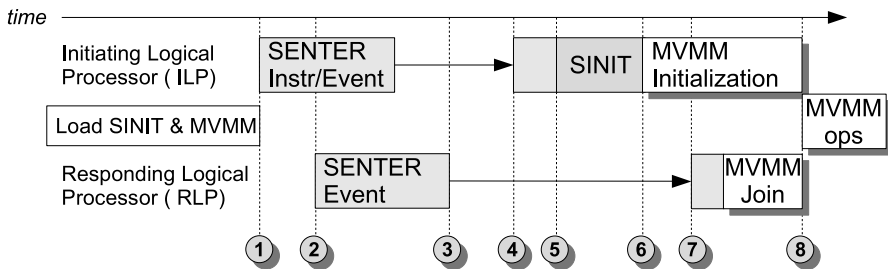 time
Initiating Logical
Processor ( ILP)
SENTER
Instr/Event
SINIT
MVMM
Initialization
Load SINIT & MVMM
MVMM
ops
Responding Logical
Processor ( RLP)
SENTER
Event
MVMM
Join
1 2 3 4 5 6 7 8